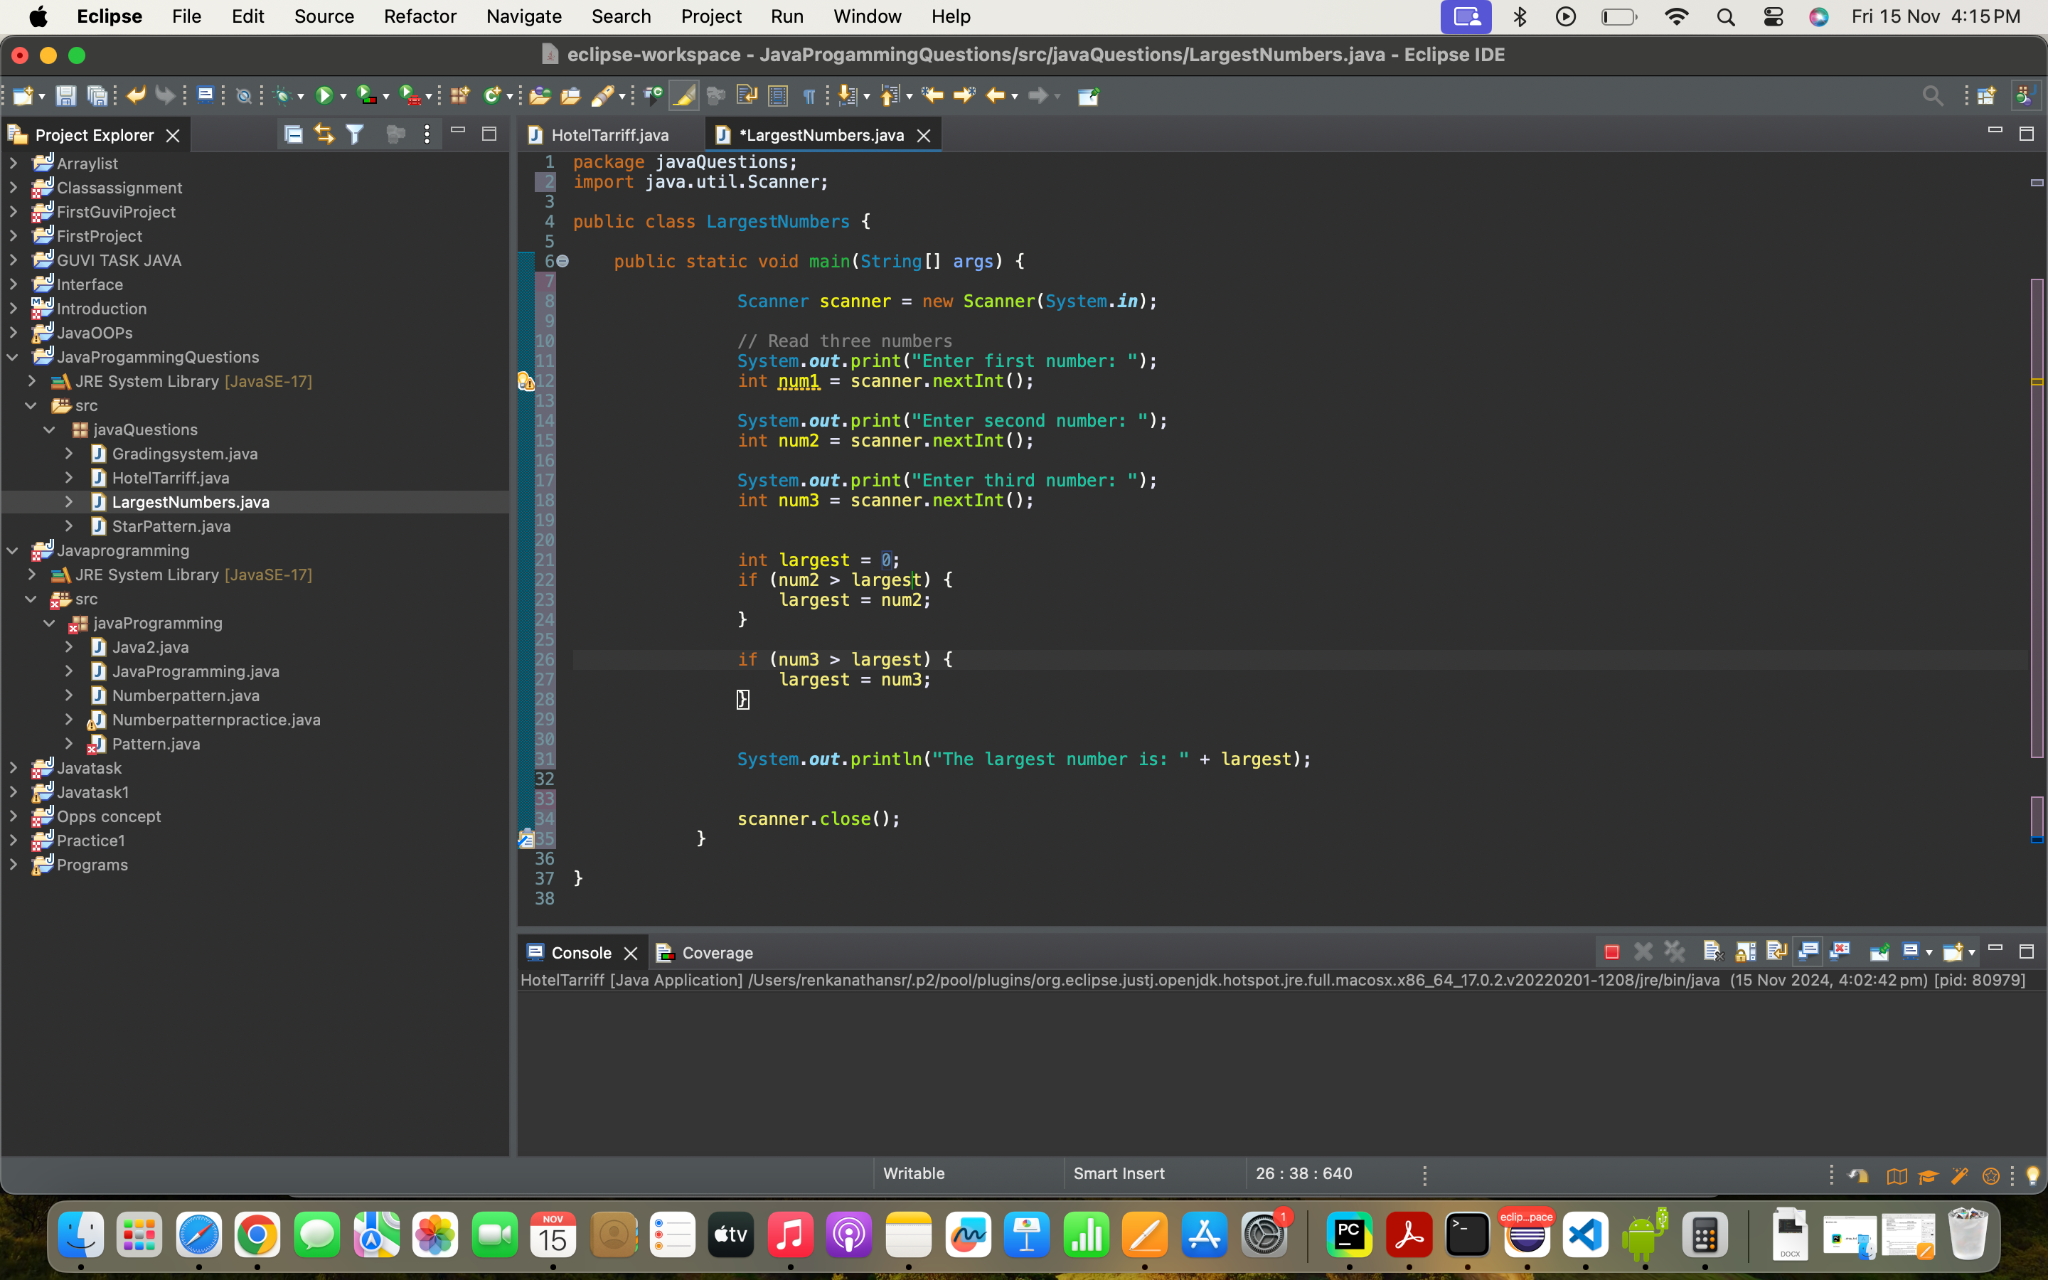 Eclipse File Edit Source Refactor Navigate Search Project Run Window Help Fri 15 Nov 4:15 PM
eclipse-workspace - JavaProgammingQuestions/src/javaQuestions/LargestNumbers.java - Eclipse IDE
Project Explorer
Arraylist
Classassignment
FirstGuviProject
FirstProject
GUVI TASK JAVA
Interface
Introduction
JavaOOPs
JavaProgammingQuestions
JRE System Library [JavaSE-17]
src
javaQuestions
Gradingsystem.java
HotelTarriff.java
LargestNumbers.java
StarPattern.java
Javaprogramming
JRE System Library [JavaSE-17]
src
javaProgramming
Java2.java
JavaProgramming.java
Numberpattern.java
Numberpatternpractice.java
Pattern.java
Javatask
Javatask1
Opps concept
Practice1
Programs
HotelTarriff.java *LargestNumbers.java
1 package javaQuestions;
2 import java.util.Scanner;
3
4 public class LargestNumbers {
5
6 public static void main(String[] args) {
7
8 Scanner scanner = new Scanner(System.in);
9
10 // Read three numbers
11 System.out.print("Enter first number: ");
12 int num1 = scanner.nextInt();
13
14 System.out.print("Enter second number: ");
15 int num2 = scanner.nextInt();
16
17 System.out.print("Enter third number: ");
18 int num3 = scanner.nextInt();
19
20
21 int largest = 0;
22 if (num2 > largest) {
23 largest = num2;
24 }
25
26 if (num3 > largest) {
27 largest = num3;
28 }
29
30
31 System.out.println("The largest number is: " + largest);
32
33
34 scanner.close();
35 }
36
37 }
38
Console Coverage
HotelTarriff [Java Application] /Users/renkanathansr/.p2/pool/plugins/org.eclipse.justj.openjdk.hotspot.jre.full.macosx.x86_64_17.0.2.v20220201-1208/jre/bin/java (15 Nov 2024, 4:02:42 pm) [pid: 80979]
Writable Smart Insert 26 : 38 : 640
NOV
15
tv
1
PC
>_
eclip...pace
DOCX